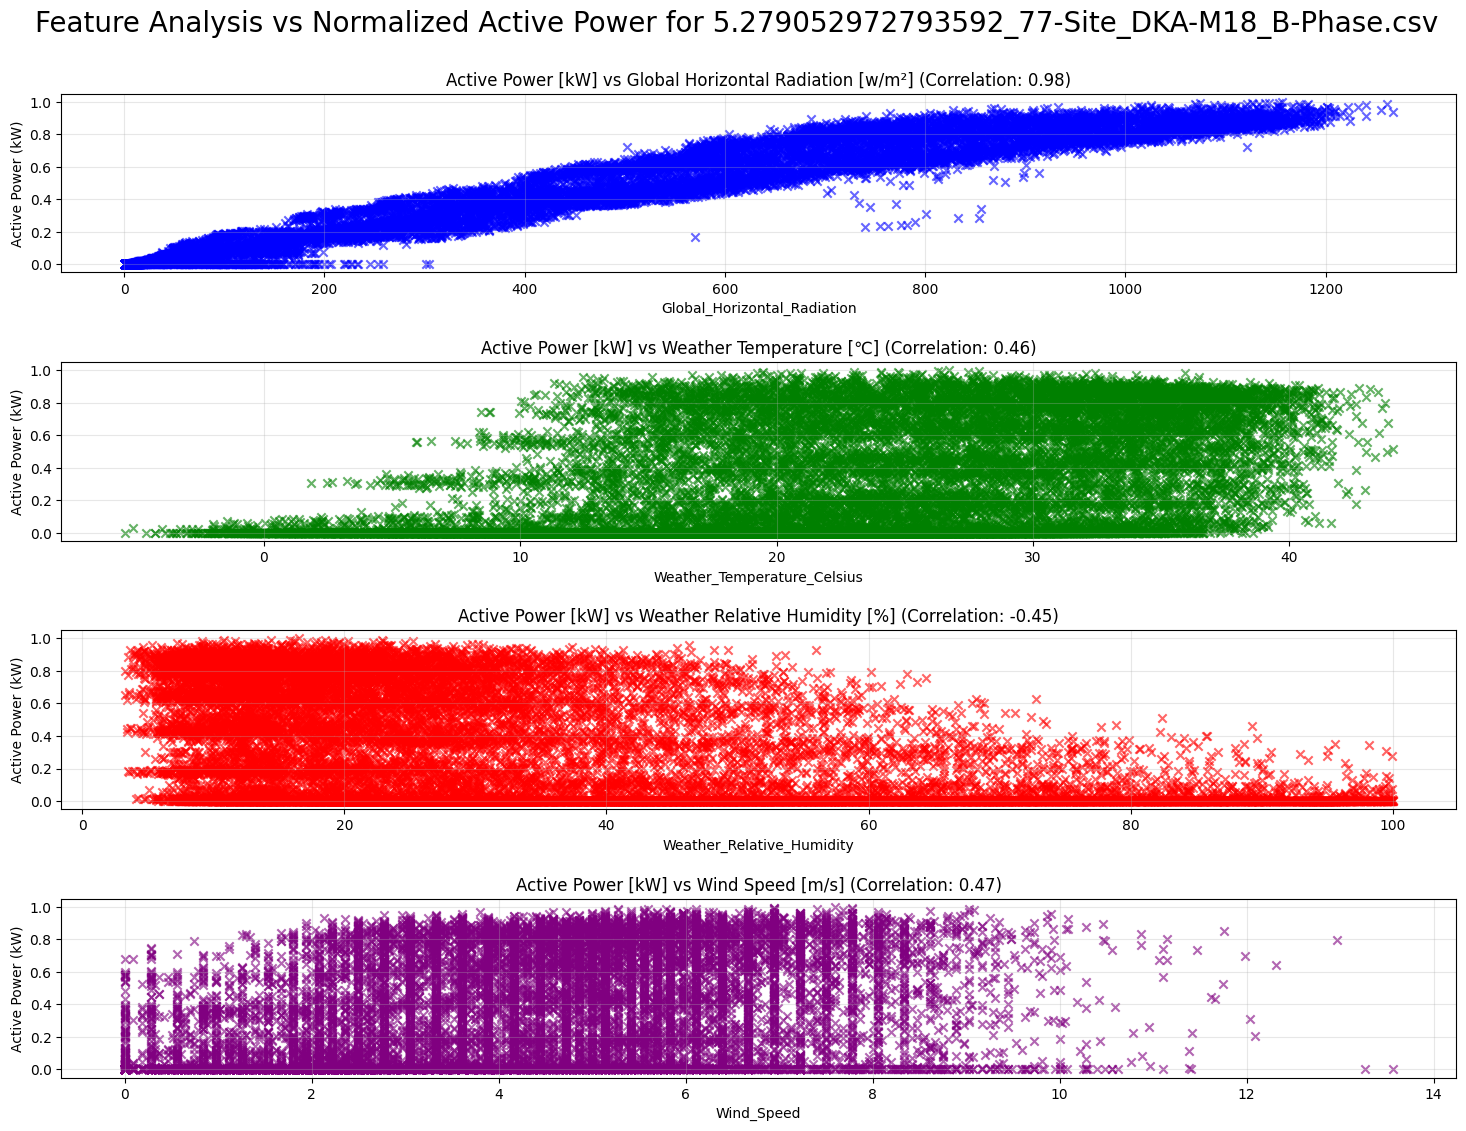 Feature Analysis vs Normalized Active Power for 5.279052972793592_77-Site_DKA-M18_B-Phase.csv
Active Power [kW] vs Global Horizontal Radiation [w/m²] (Correlation: 0.98)
Active Power (kW)
1.0
0.8
0.6
0.4
0.2
0.0
0 200 400 600 800 1000 1200
Global_Horizontal_Radiation
Active Power [kW] vs Weather Temperature [℃] (Correlation: 0.46)
Active Power (kW)
1.0
0.8
0.6
0.4
0.2
0.0
0 10 20 30 40
Weather_Temperature_Celsius
Active Power [kW] vs Weather Relative Humidity [%] (Correlation: -0.45)
Active Power (kW)
1.0
0.8
0.6
0.4
0.2
0.0
0 20 40 60 80 100
Weather_Relative_Humidity
Active Power [kW] vs Wind Speed [m/s] (Correlation: 0.47)
Active Power (kW)
1.0
0.8
0.6
0.4
0.2
0.0
0 2 4 6 8 10 12 14
Wind_Speed